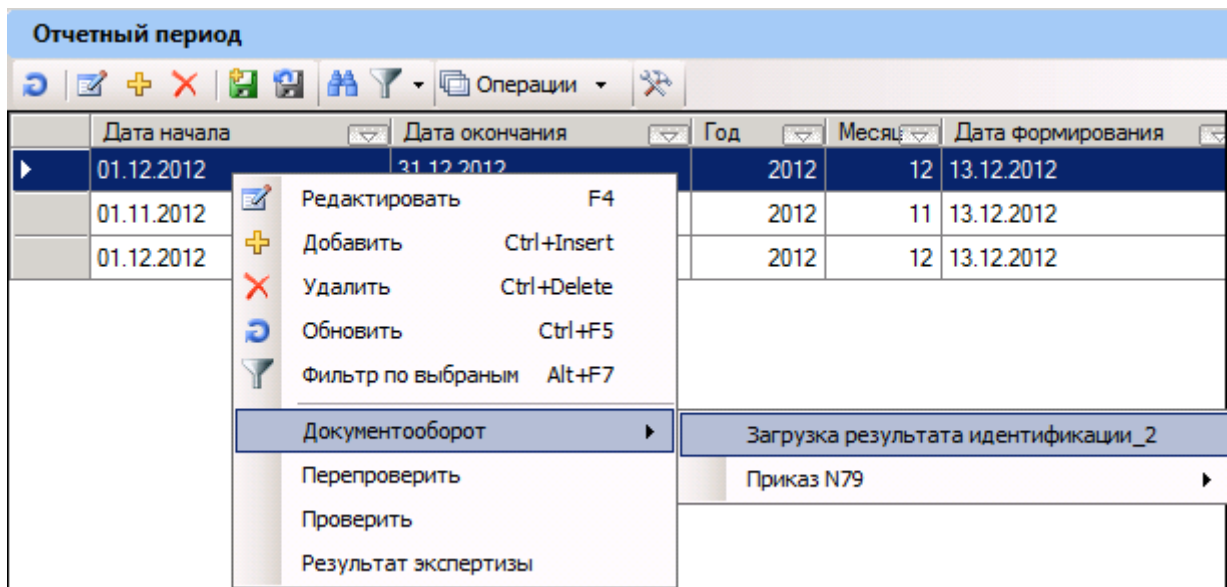 Отчетный период
Операции
Дата начала Дата окончания Год Месяц Дата формирования
01.12.2012 31.12.2012 2012 12 13.12.2012
01.11.2012 2012 11 13.12.2012
01.12.2012 2012 12 13.12.2012
Редактировать F4
Добавить Ctrl+Insert
Удалить Ctrl+Delete
Обновить Ctrl+F5
Фильтр по выбраным Alt+F7
Документооборот
Загрузка результата идентификации_2
Перепроверить
Приказ N79
Проверить
Результат экспертизы